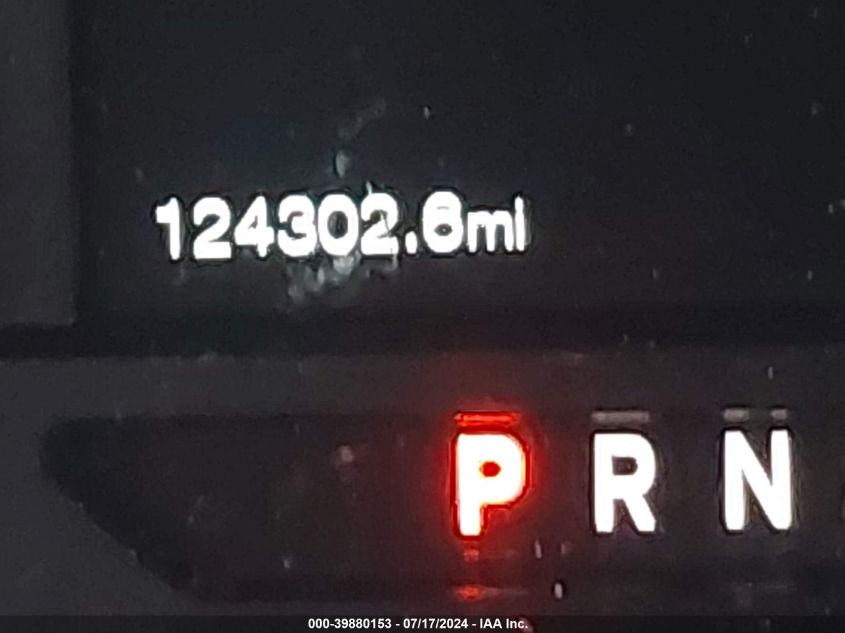 124302.6mi
P R N
000-39880153 - 07/17/2024 - IAA Inc.